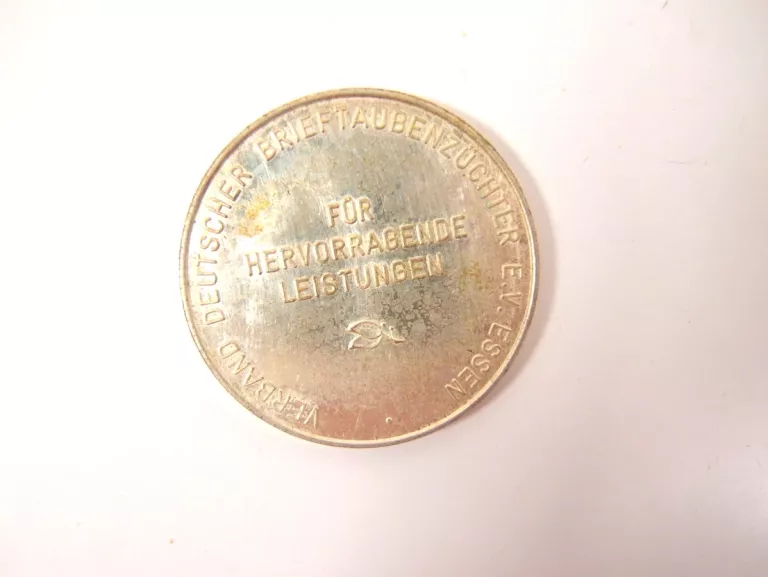 VERBAND DEUTSCHER BRIEFTAUBENZÜCHTER E.V. ESSEN
FÜR
HERVORRAGENDE
LEISTUNGEN